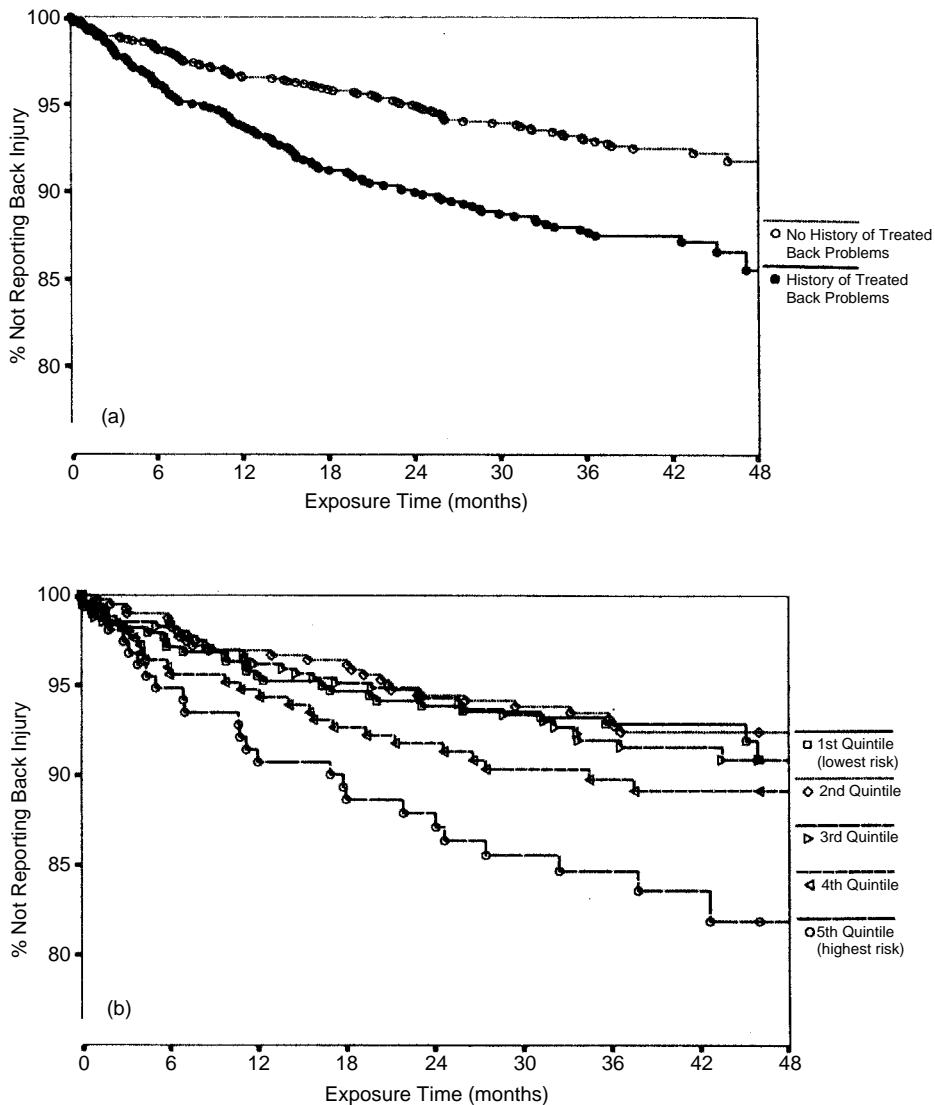 100
95
90
85
80
% Not Reporting Back Injury
(a)
0 6 12 18 24 30 36 42 48
Exposure Time (months)
No History of Treated
Back Problems
History of Treated
Back Problems
100
95
90
85
80
% Not Reporting Back Injury
(b)
0 6 12 18 24 30 36 42 48
Exposure Time (months)
1st Quintile
(lowest risk)
2nd Quintile
3rd Quintile
4th Quintile
5th Quintile
(highest risk)